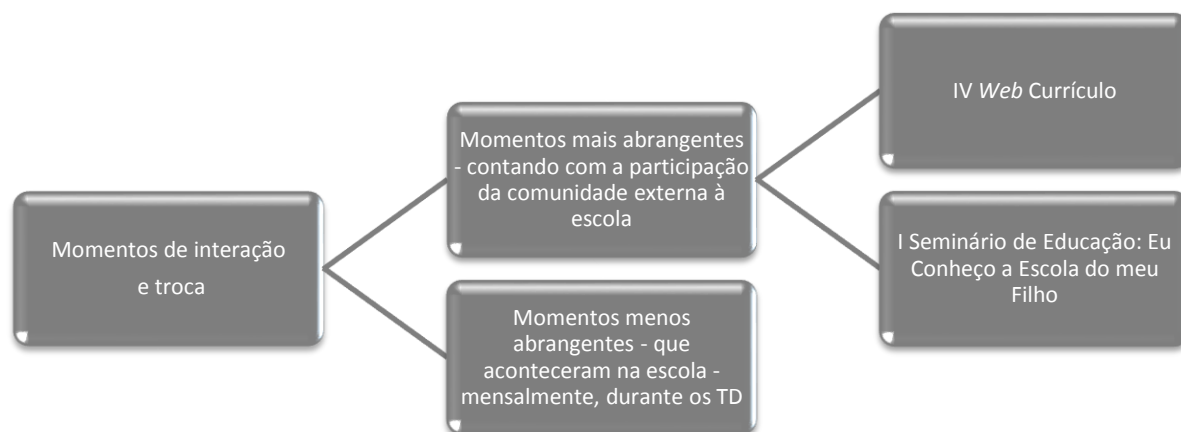 Momentos de interação
e troca
Momentos mais abrangentes
- contando com a participação
da comunidade externa à
escola
Momentos menos
abrangentes - que
aconteceram na escola -
mensalmente, durante os TD
IV Web Currículo
I Seminário de Educação: Eu
Conheço a Escola do meu
Filho